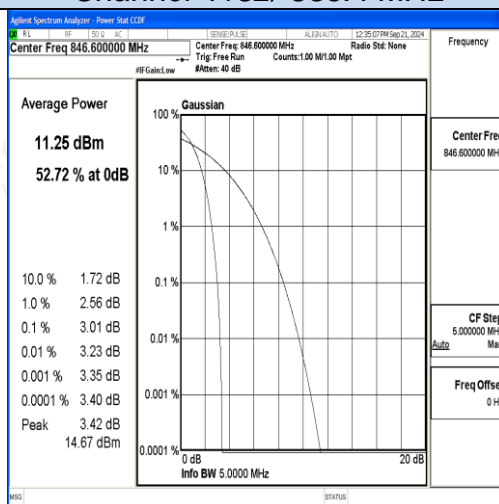 Agilent Spectrum Analyzer - Power Stat CCDF
RL RF 50 Ω AC SENSE:PULSE ALIGNAUTO 12:35:07 PM Sep 21, 2024
Center Freq 846.600000 MHz
Center Freq: 846.600000 MHz Radio Std: None
Trig: Free Run Counts:1.00 M/1.00 Mpt
#IFGain:Low #Atten: 40 dB
Frequency
Average Power
11.25 dBm
52.72 % at 0dB
10.0 % 1.72 dB
1.0 % 2.56 dB
0.1 % 3.01 dB
0.01 % 3.23 dB
0.001 % 3.35 dB
0.0001 % 3.40 dB
Peak 3.42 dB
14.67 dBm
Gaussian
100 %
10 %
1 %
0.1 %
0.01 %
0.001 %
0.0001 %
0 dB 20 dB
Info BW 5.0000 MHz
Center Fre
846.600000 MH
CF Step
5.000000 MH
Auto Ma
Freq Offse
0 H
MSG STATUS